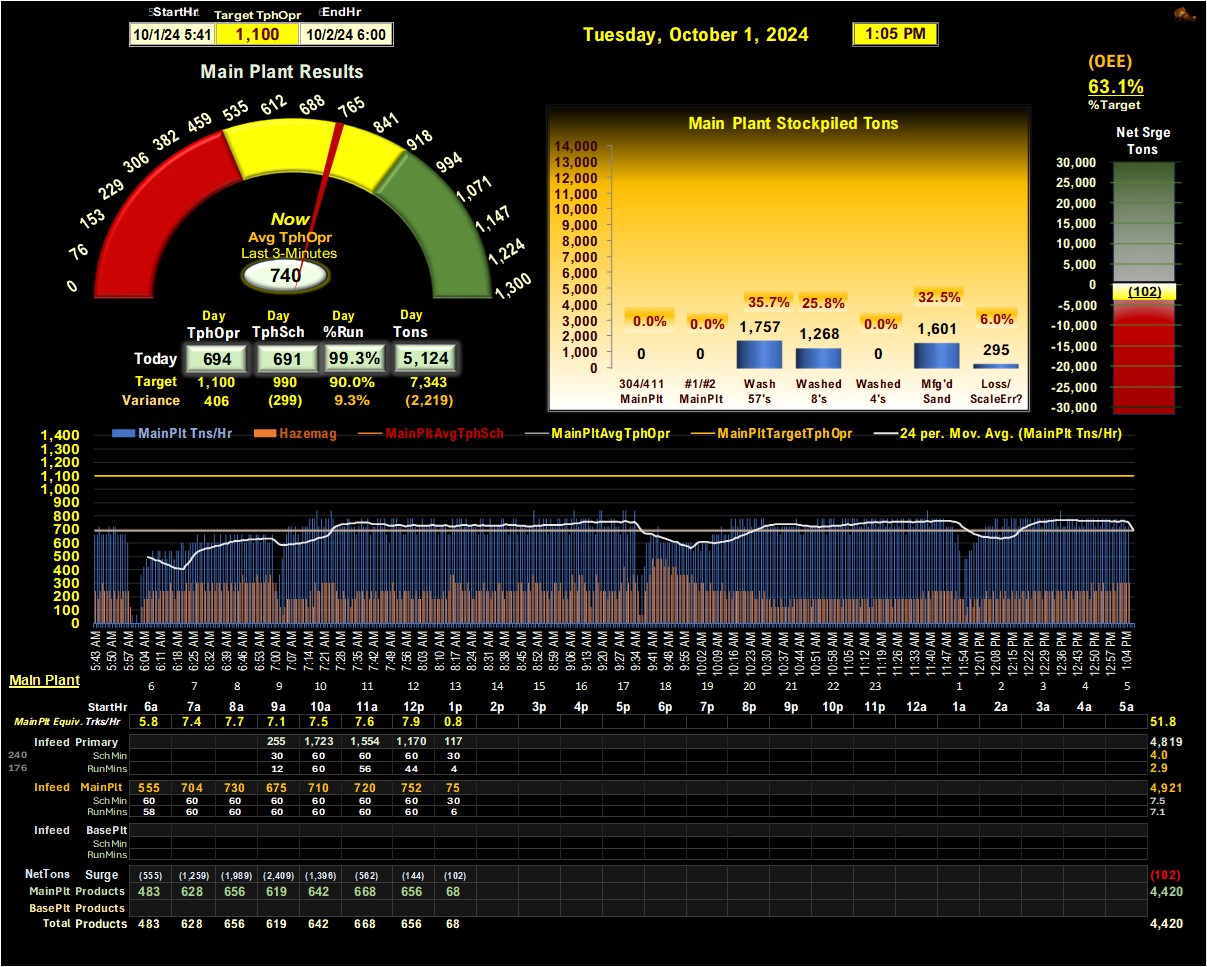 StartHr Target TphOpr EndHr
10/1/24 5:41 1,100 10/2/24 6:00
Tuesday, October 1, 2024 1:05 PM
(OEE)
63.1%
%Target
Main Plant Results
0 76 153 229 306 382 459 535 612 688 765 841 918 994 1,071 1,147 1,224 1,300
Now
Avg TphOpr
Last 3-Minutes
740
Day Day Day Day
TphOpr TphSch %Run Tons
Today 694 691 99.3% 5,124
Target 1,100 990 90.0% 7,343
Variance 406 (299) 9.3% (2,219)
Main Plant Stockpiled Tons
14,000
13,000
12,000
11,000
10,000
9,000
8,000
7,000
6,000
5,000
4,000
3,000
2,000
1,000
0
0.0% 0.0% 35.7% 25.8% 0.0% 32.5% 6.0%
0 0 1,757 1,268 0 1,601 295
304/411 #1/#2 Wash Washed Washed Mfg'd Loss/
MainPlt MainPlt 57's 8's 4's Sand ScaleErr?
Net Srge
Tons
30,000
25,000
20,000
15,000
10,000
5,000
0
(102)
-5,000
-10,000
-15,000
-20,000
-25,000
-30,000
MainPlt Tns/Hr Hazemag MainPltAvgTphSch MainPltAvgTphOpr MainPltTargetTphOpr 24 per. Mov. Avg. (MainPlt Tns/Hr)
1,400
1,300
1,200
1,100
1,000
900
800
700
600
500
400
300
200
100
0
5:43 AM 5:50 AM 5:57 AM 6:04 AM 6:11 AM 6:18 AM 6:25 AM 6:32 AM 6:39 AM 6:46 AM 6:53 AM 7:00 AM 7:07 AM 7:14 AM 7:21 AM 7:28 AM 7:35 AM 7:42 AM 7:49 AM 7:56 AM 8:03 AM 8:10 AM 8:17 AM 8:24 AM 8:31 AM 8:38 AM 8:45 AM 8:52 AM 8:59 AM 9:06 AM 9:13 AM 9:20 AM 9:27 AM 9:34 AM 9:41 AM 9:48 AM 9:55 AM 10:02 AM 10:09 AM 10:16 AM 10:23 AM 10:30 AM 10:37 AM 10:44 AM 10:51 AM 10:58 AM 11:05 AM 11:12 AM 11:19 AM 11:26 AM 11:33 AM 11:40 AM 11:47 AM 11:54 AM 12:01 PM 12:08 PM 12:15 PM 12:22 PM 12:29 PM 12:36 PM 12:43 PM 12:50 PM 12:57 PM 1:04 PM
Main Plant 6 7 8 9 10 11 12 13 14 15 16 17 18 19 20 21 22 23 1 2 3 4 5
StartHr 6a 7a 8a 9a 10a 11a 12p 1p 2p 3p 4p 5p 6p 7p 8p 9p 10p 11p 12a 1a 2a 3a 4a 5a
MainPlt Equiv. Trks/Hr 5.8 7.4 7.7 7.1 7.5 7.6 7.9 0.8 51.8
Infeed Primary 255 1,723 1,554 1,170 117 4,819
240 SchMin 30 60 60 60 30 4.0
176 RunMins 12 60 56 44 4 2.9
Infeed MainPlt 555 704 730 675 710 720 752 75 4,921
SchMin 60 60 60 60 60 60 60 30 7.5
RunMins 58 60 60 60 60 60 60 6 7.1
Infeed BasePlt
SchMin
RunMins
NetTons Surge (555) (1,259) (1,989) (2,409) (1,396) (562) (144) (102) (102)
MainPlt Products 483 628 656 619 642 668 656 68 4,420
BasePlt Products
Total Products 483 628 656 619 642 668 656 68 4,420